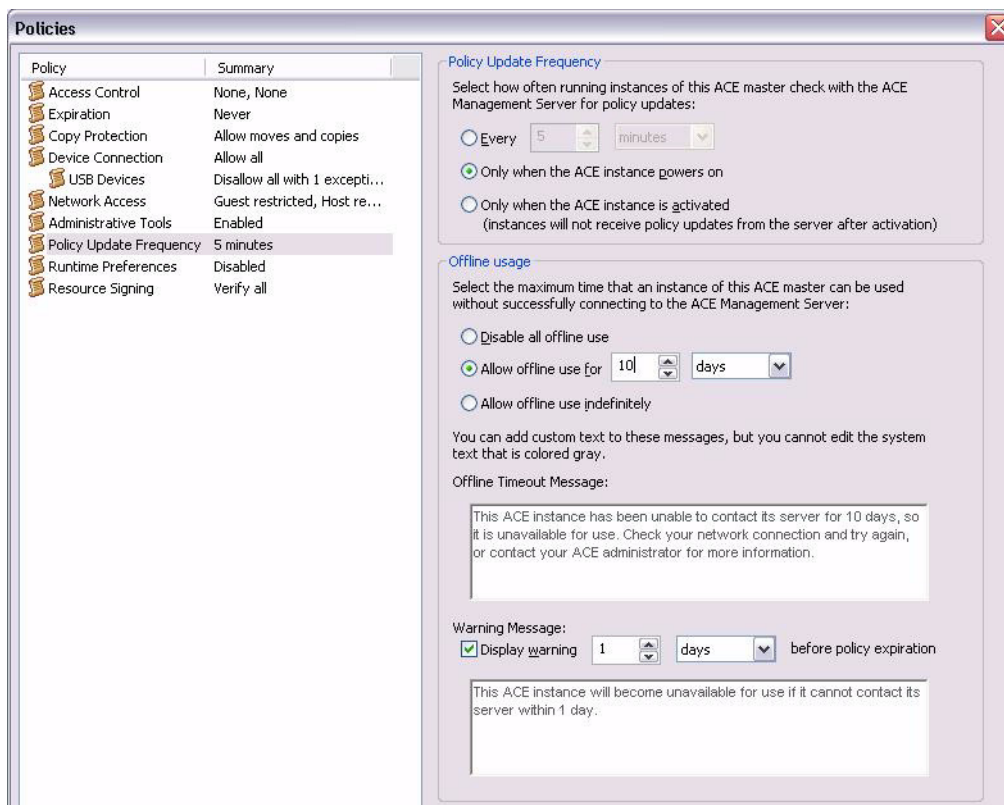 Policies
Policy Summary
Access Control None, None
Expiration Never
Copy Protection Allow moves and copies
Device Connection Allow all
USB Devices Disallow all with 1 excepti...
Network Access Guest restricted, Host re...
Administrative Tools Enabled
Policy Update Frequency 5 minutes
Runtime Preferences Disabled
Resource Signing Verify all
Policy Update Frequency
Select how often running instances of this ACE master check with the ACE
Management Server for policy updates:
Every 5 minutes
Only when the ACE instance powers on
Only when the ACE instance is activated
(instances will not receive policy updates from the server after activation)
Offline usage
Select the maximum time that an instance of this ACE master can be used
without successfully connecting to the ACE Management Server:
Disable all offline use
Allow offline use for 10 days
Allow offline use indefinitely
You can add custom text to these messages, but you cannot edit the system
text that is colored gray.
Offline Timeout Message:
This ACE instance has been unable to contact its server for 10 days, so
it is unavailable for use. Check your network connection and try again,
or contact your ACE administrator for more information.
Warning Message:
Display warning 1 days before policy expiration
This ACE instance will become unavailable for use if it cannot contact its
server within 1 day.